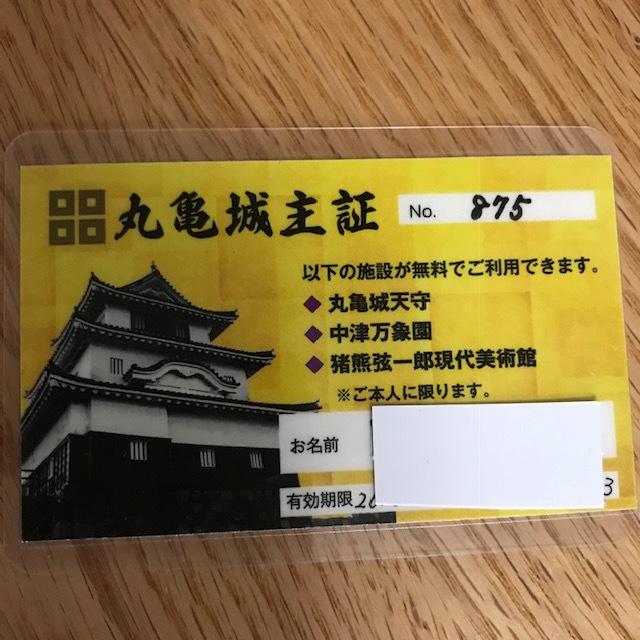 丸亀城主証
No. 875
以下の施設が無料でご利用できます。
◆丸亀城天守
◆中津万象園
◆猪熊弦一郎現代美術館
※ご本人に限ります。
お名前
有効期限 20
3